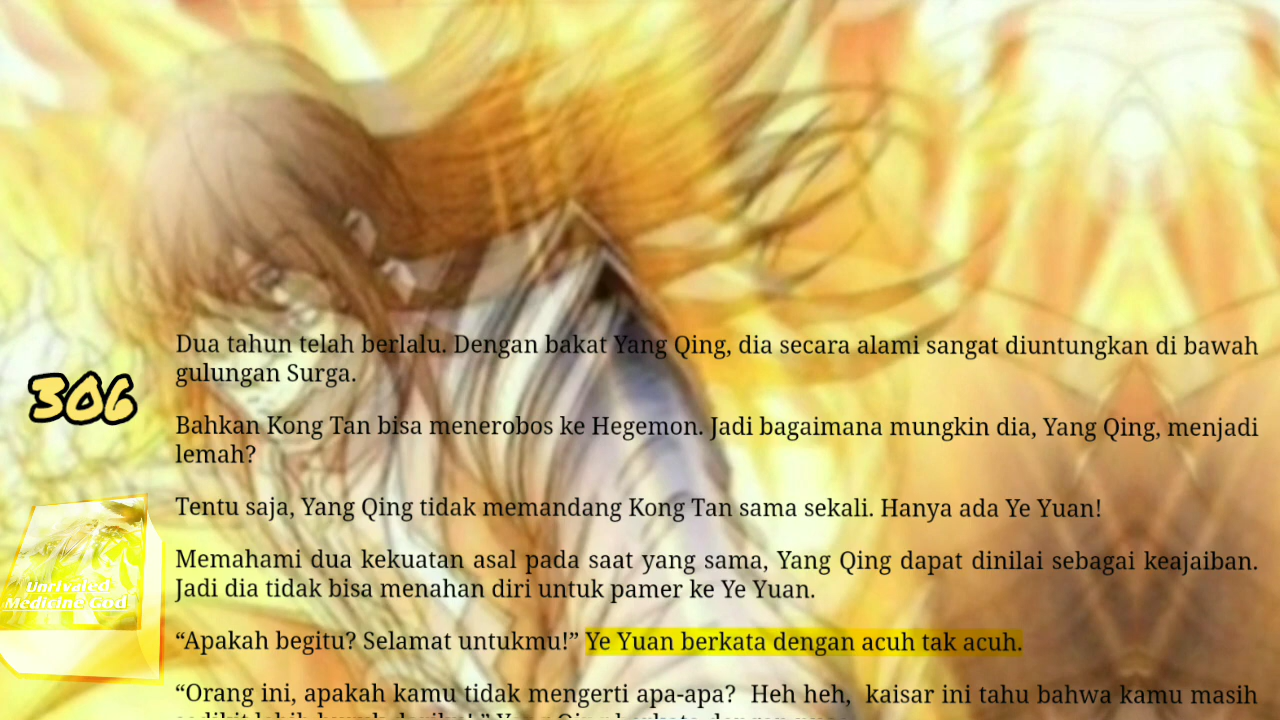 Dua tahun telah berlalu. Dengan bakat Yang Qing, dia secara alami sangat diuntungkan di bawah
gulungan Surga.
306
Bahkan Kong Tan bisa menerobos ke Hegemon. Jadi bagaimana mungkin dia, Yang Qing, menjadi
lemah?
Tentu saja, Yang Qing tidak memandang Kong Tan sama sekali. Hanya ada Ye Yuan!
Memahami dua kekuatan asal pada saat yang sama, Yang Qing dapat dinilai sebagai keajaiban.
Jadi dia tidak bisa menahan diri untuk pamer ke Ye Yuan.
Unrivaled
Medicine God
“Apakah begitu? Selamat untukmu!” Ye Yuan berkata dengan acuh tak acuh.
“Orang ini, apakah kamu tidak mengerti apa-apa? Heh heh, kaisar ini tahu bahwa kamu masih